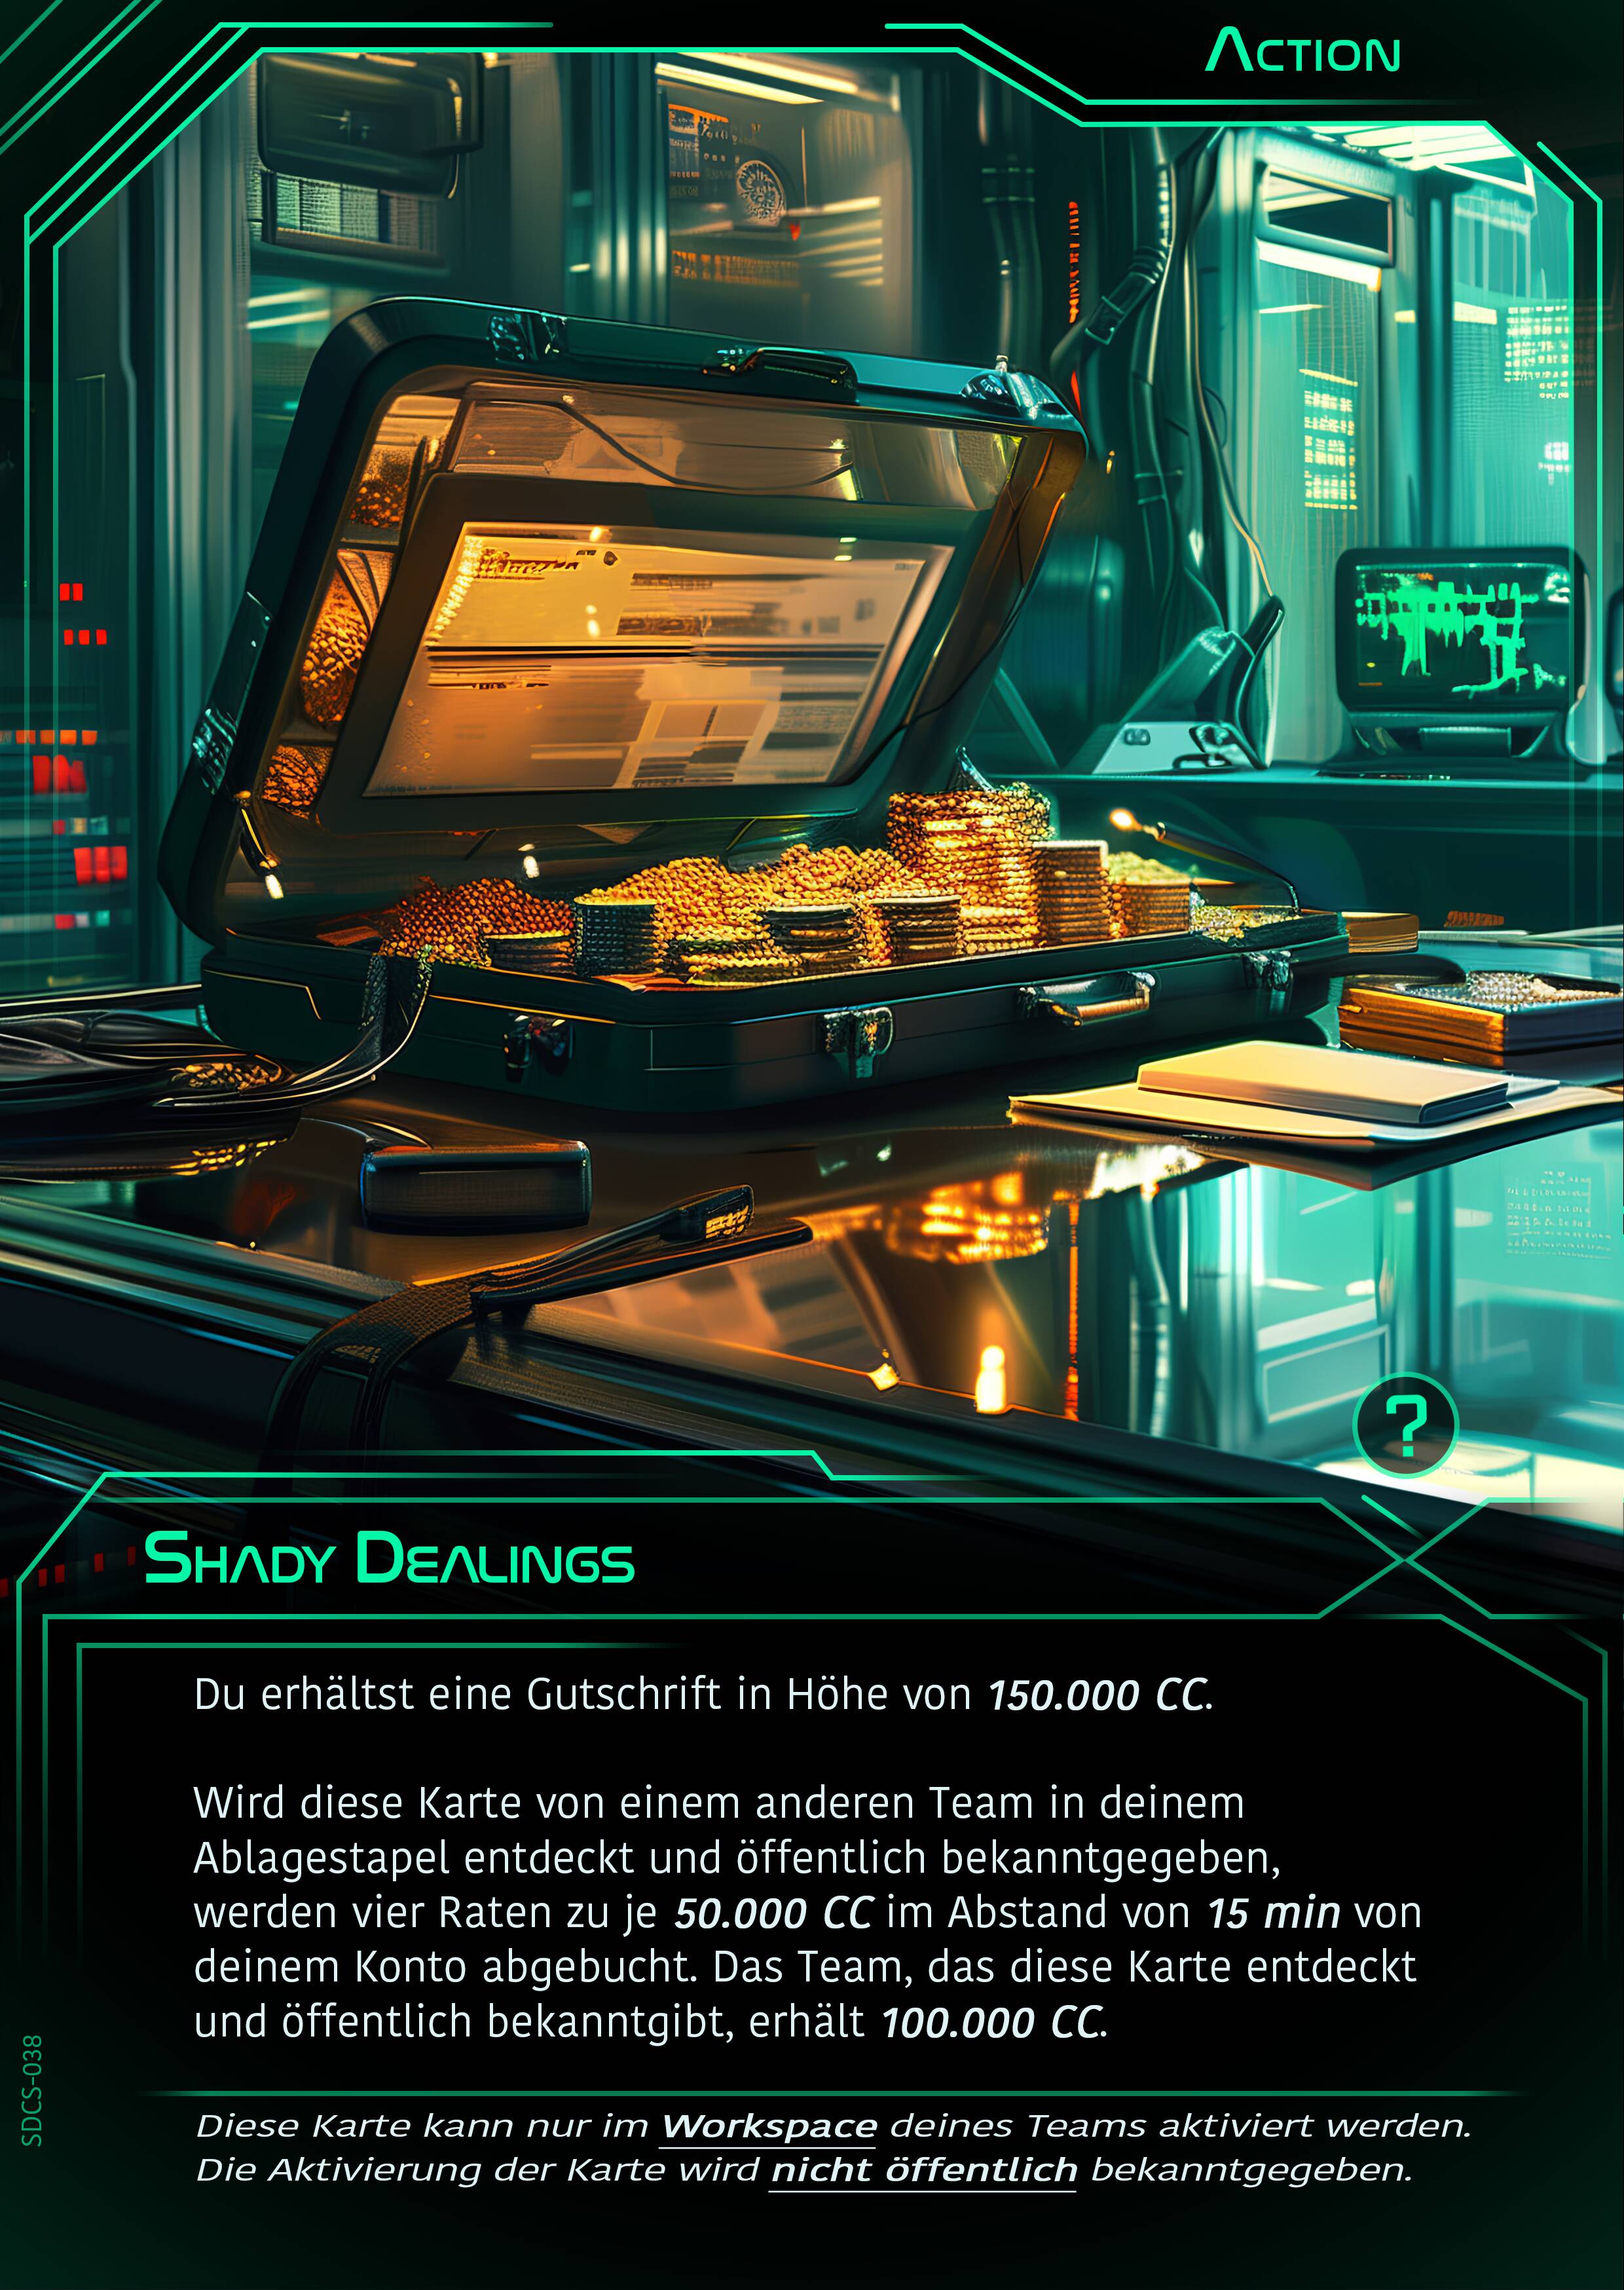 Action
?
Shady Dealings
Du erhältst eine Gutschrift in Höhe von 150.000 CC.
Wird diese Karte von einem anderen Team in deinem
Ablagestapel entdeckt und öffentlich bekanntgegeben,
werden vier Raten zu je 50.000 CC im Abstand von 15 min von
deinem Konto abgebucht. Das Team, das diese Karte entdeckt
und öffentlich bekanntgibt, erhält 100.000 CC.
SDCS-038
Diese Karte kann nur im Workspace deines Teams aktiviert werden.
Die Aktivierung der Karte wird nicht öffentlich bekanntgegeben.